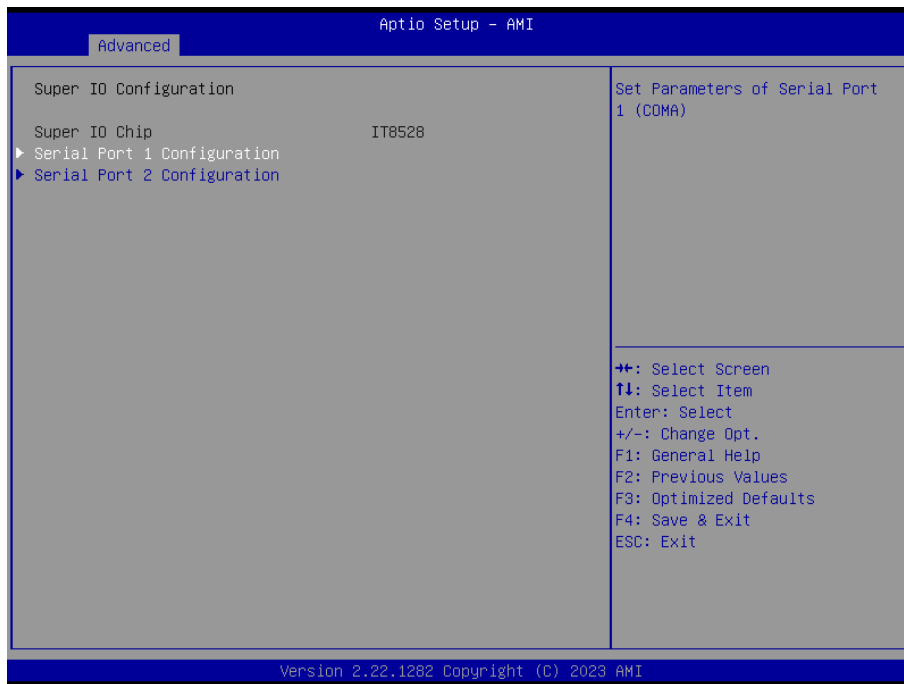 Aptio Setup – AMI
Advanced
Super IO Configuration
Super IO Chip IT8528
▶ Serial Port 1 Configuration
▶ Serial Port 2 Configuration
Set Parameters of Serial Port
1 (COMA)
→←: Select Screen
↑↓: Select Item
Enter: Select
+/-: Change Opt.
F1: General Help
F2: Previous Values
F3: Optimized Defaults
F4: Save & Exit
ESC: Exit
Version 2.22.1282 Copyright (C) 2023 AMI